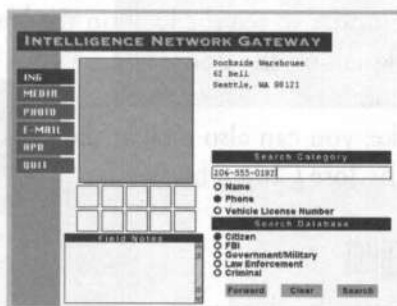 INTELLIGENCE NETWORK GATEWAY
Dockside Warehouse
62 Bell
Seattle, WA 98121
ING
MEDIA
PHOTO
E-MAIL
APD
QUIT
Search Category
206-555-0192
Name
Phone
Vehicle License Number
Search Database
Citizen
FBI
Government/Military
Law Enforcement
Criminal
Field Notes
Forward Clear Search